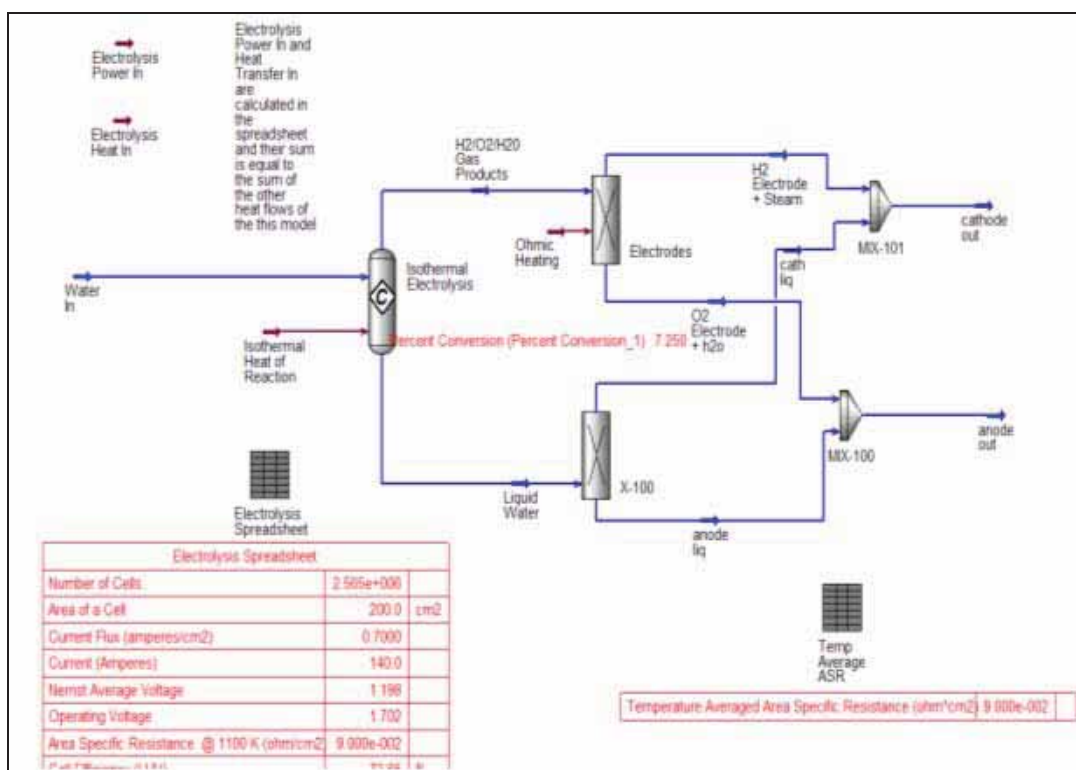 Electrolysis
Power In
Electrolysis
Heat In
Electrolysis
Power In and
Heat
Transfer In
are
calculated in
the
spreadsheet
and their sum
is equal to
the sum of
the other
heat flows of
the this model
Water
In
Isothermal
Heat of
Reaction
Isothermal
Electrolysis
C
Percent Conversion (Percent Conversion_1) 7.250
H2/O2/H20
Gas
Products
Ohmic
Heating
Electrodes
H2
Electrode
+ Steam
cath
liq
MIX-101
cathode
out
O2
Electrode
+ h2o
MIX-100
anode
out
Liquid
Water
X-100
anode
liq
Electrolysis
Spreadsheet
Temp
Average
ASR
Temperature Averaged Area Specific Resistance (ohm*cm2) 9.000e-002
Electrolysis Spreadsheet
Number of Cells
Area of a Cell 200.0 cm2
Current Flux (amperes/cm2) 0.7000
Current (Amperes) 140.0
Nernst Average Voltage 1.198
Operating Voltage 1.702
Area Specific Resistance @ 1100 K (ohm/cm2) 9.000e-002